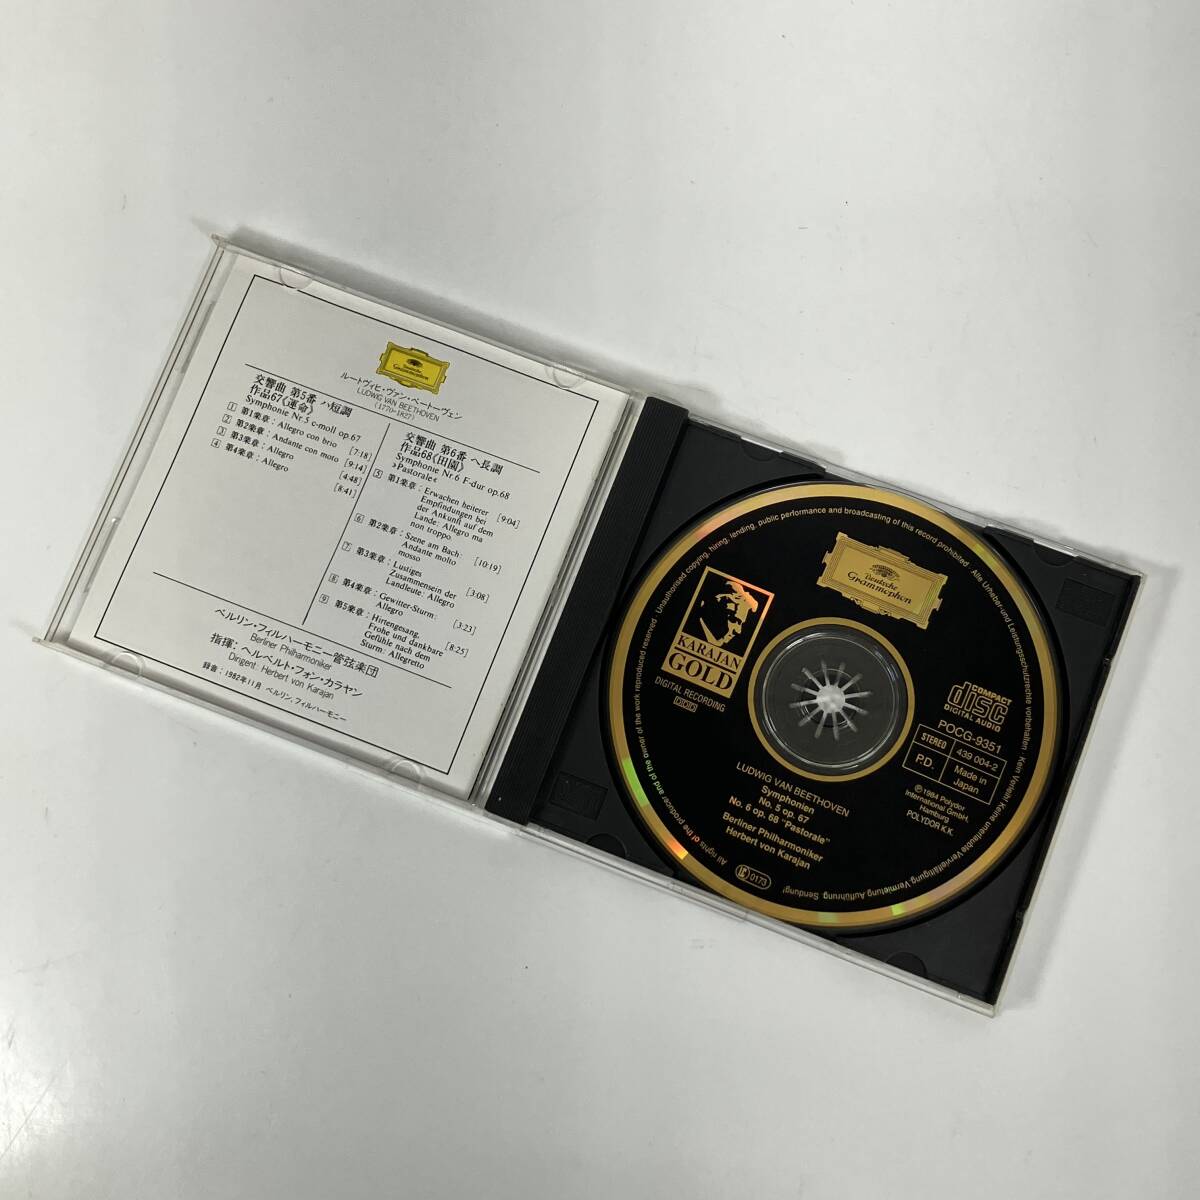 Deutsche
Grammophon
ルートヴィヒ・ヴァン・ベートーヴェン
LUDWIG VAN BEETHOVEN
(1770-1827)
交響曲 第5番 ハ短調
作品67《運命》
Symphonie Nr.5 c-moll op.67
1 第1楽章：Allegro con brio [7:18]
2 第2楽章：Andante con moto [9:14]
3 第3楽章：Allegro [4:48]
4 第4楽章：Allegro [8:41]
交響曲 第6番 ヘ長調
作品68《田園》
Symphonie Nr.6 F-dur op.68
»Pastorale«
5 第1楽章：Erwachen heiterer [9:04]
Empfindungen bei
der Ankunft auf dem
Lande: Allegro ma
non troppo
6 第2楽章：Szene am Bach: [10:19]
Andante molto
mosso
7 第3楽章：Lustiges
Zusammensein der
Landleute: Allegro [3:08]
8 第4楽章：Gewitter·Sturm: [3:23]
Allegro
9 第5楽章：Hirtengesang.
Frohe und dankbare
Gefühle nach dem
Sturm: Allegretto [8:25]
ベルリン・フィルハーモニー管弦楽団
Berliner Philharmoniker
指揮：ヘルベルト・フォン・カラヤン
Dirigent: Herbert von Karajan
録音：1982年11月 ベルリン，フィルハーモニー
Deutsche
Grammophon
KARAJAN
GOLD
DIGITAL RECORDING
DDD
COMPACT
disc
DIGITAL AUDIO
POCG-9351
STEREO 439 004-2
P.D. Made in
Japan
℗1984 Polydor
International GmbH,
Hamburg
POLYDOR K.K.
LUDWIG VAN BEETHOVEN
Symphonien
No. 5 op. 67
No. 6 op. 68 "Pastorale"
Berliner Philharmoniker
Herbert von Karajan
LC 0173
All rights of the producer and of the owner of the work reproduced reserved · Unauthorised copying, hiring, lending, public performance and broadcasting of this record prohibited · Alle Urheber-und Leistungsschutzrechte vorbehalten · Kein Verleih! Keine unerlaubte Vervielfältigung Vermietung Aufführung, Sendung!